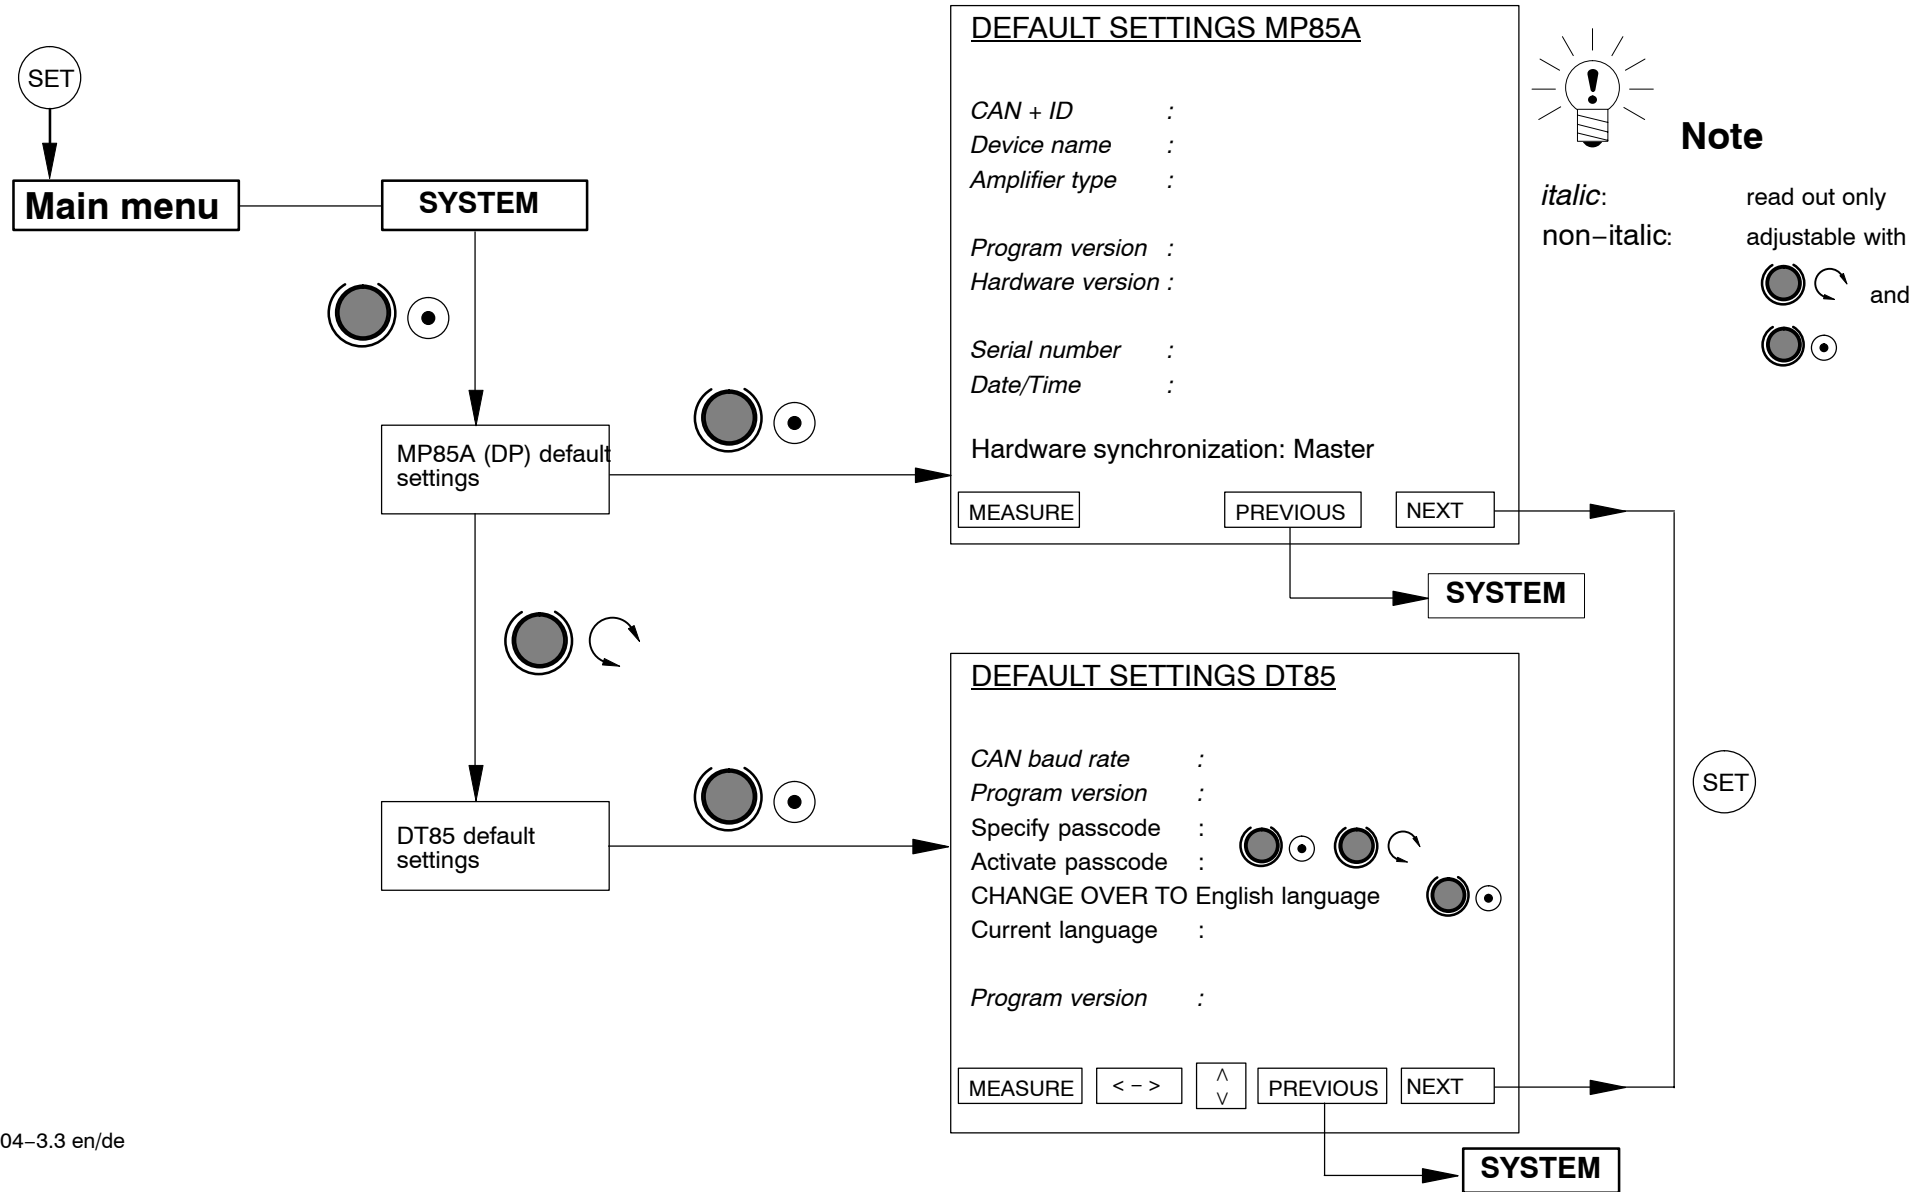 SET
Main menu
SYSTEM
MP85A (DP) default
settings
DT85 default
settings
DEFAULT SETTINGS MP85A
CAN + ID :
Device name :
Amplifier type :
Program version :
Hardware version :
Serial number :
Date/Time :
Hardware synchronization: Master
MEASURE PREVIOUS NEXT
SYSTEM
Note
italic: read out only
non–italic: adjustable with
and
DEFAULT SETTINGS DT85
CAN baud rate :
Program version :
Specify passcode :
Activate passcode :
CHANGE OVER TO English language
Current language :
Program version :
MEASURE < – > ^ v PREVIOUS NEXT
SET
SYSTEM
04–3.3 en/de